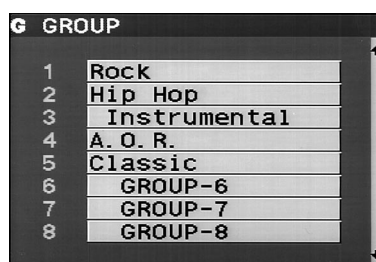 G GROUP
1 Rock
2 Hip Hop
3 Instrumental
4 A.O.R.
5 Classic
6 GROUP-6
7 GROUP-7
8 GROUP-8